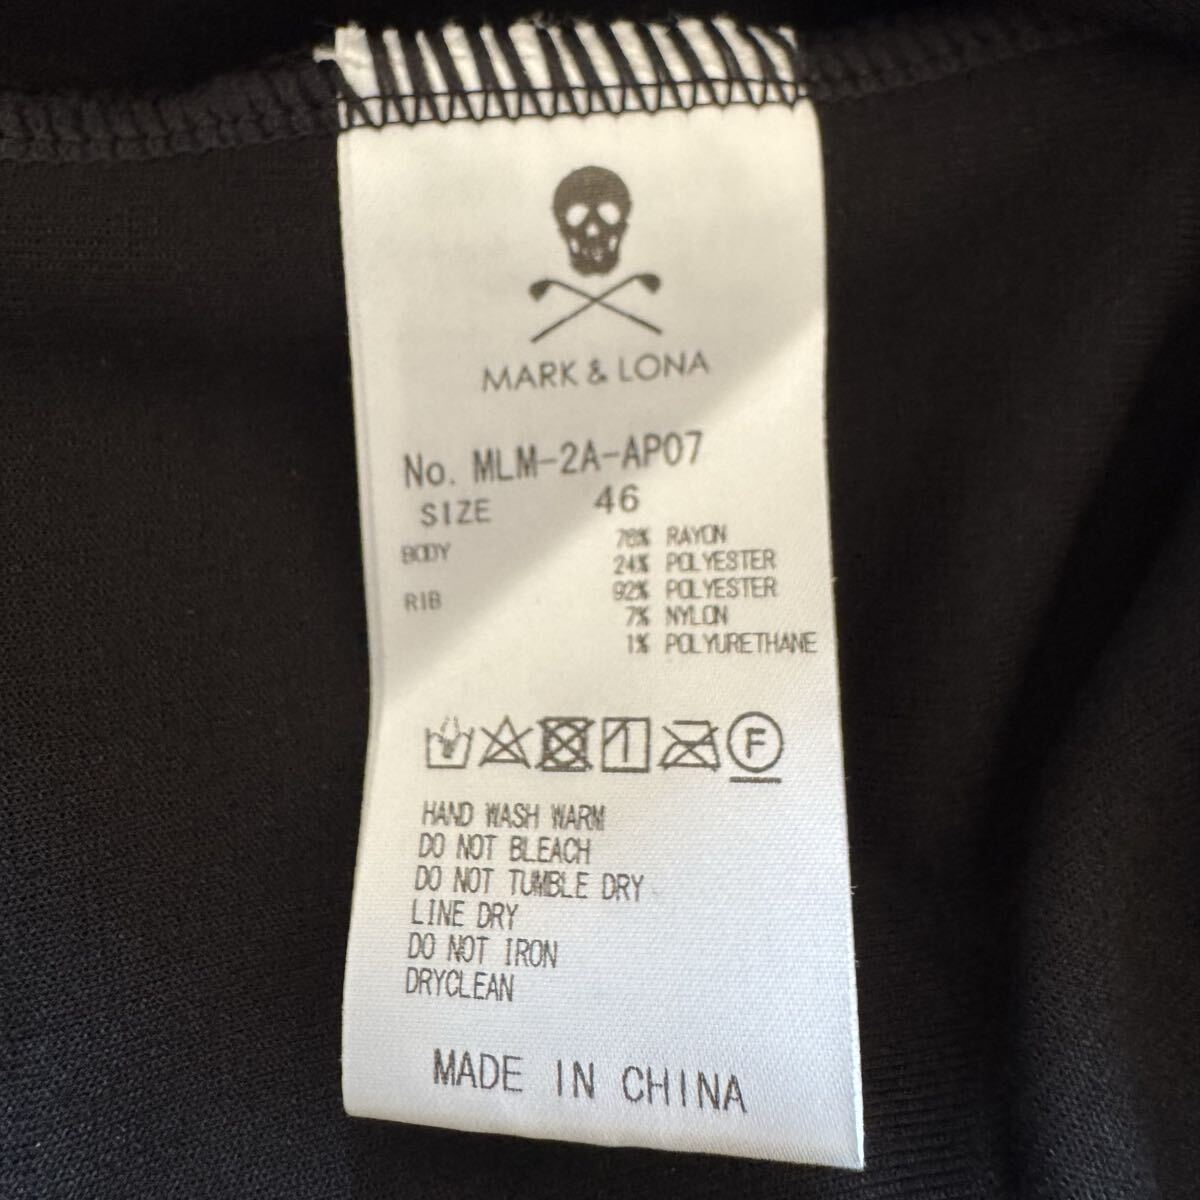 MARK & LONA
No. MLM-2A-AP07
SIZE 46
BODY 76% RAYON
24% POLYESTER
RIB 92% POLYESTER
7% NYLON
1% POLYURETHANE
F
HAND WASH WARM
DO NOT BLEACH
DO NOT TUMBLE DRY
LINE DRY
DO NOT IRON
DRYCLEAN
MADE IN CHINA